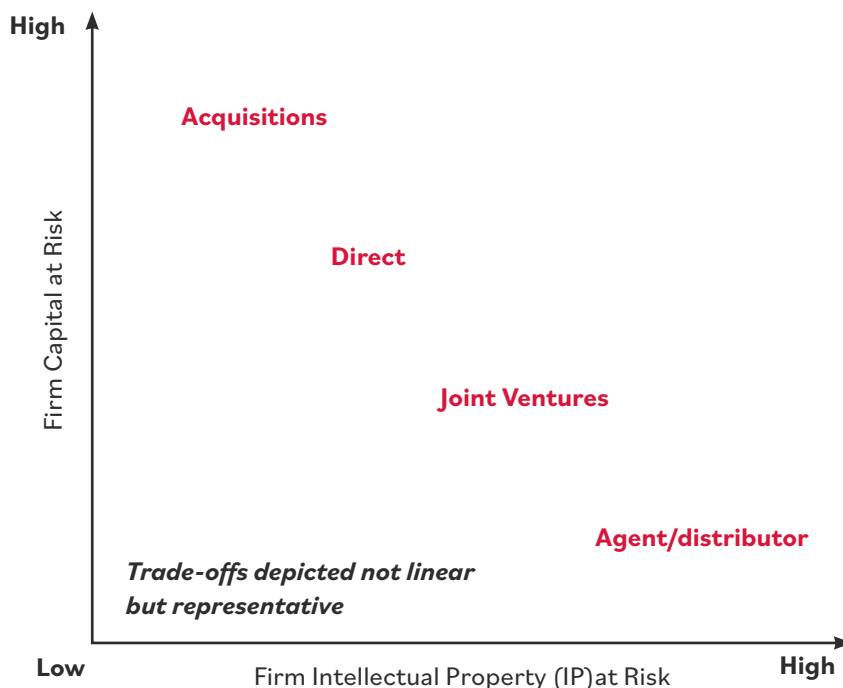 High
Acquisitions
Direct
Firm Capital at Risk
Joint Ventures
Agent/distributor
Trade-offs depicted not linear
but representative
Low
Firm Intellectual Property (IP)at Risk
High